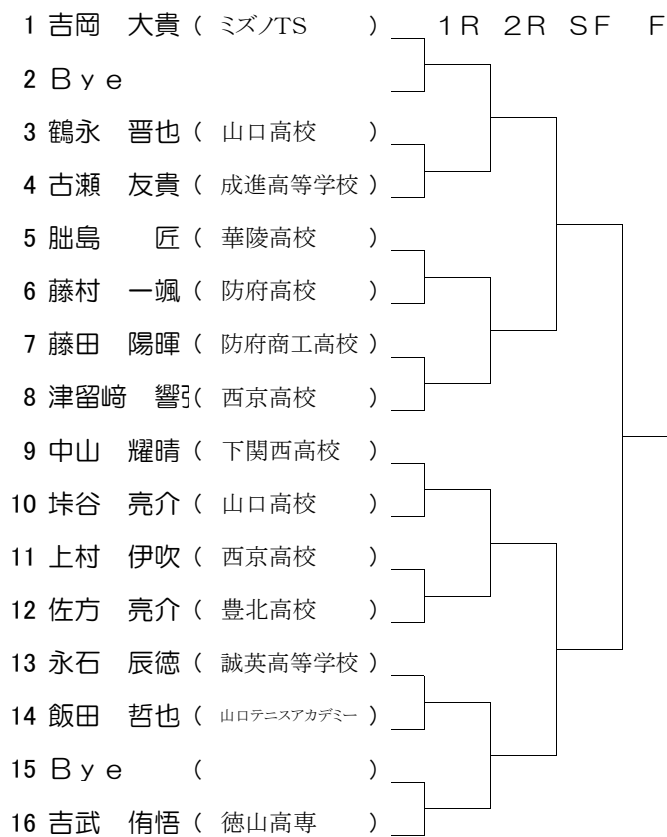 1 吉岡 大貴 ( ミズノTS ) 1R 2R SF F
2 Bye
3 鶴永 晋也 ( 山口高校 )
4 古瀬 友貴 ( 成進高等学校 )
5 朏島 匠 ( 華陵高校 )
6 藤村 一颯 ( 防府高校 )
7 藤田 陽暉 ( 防府商工高校 )
8 津留﨑 響 ( 西京高校 )
9 中山 耀晴 ( 下関西高校 )
10 垰谷 亮介 ( 山口高校 )
11 上村 伊吹 ( 西京高校 )
12 佐方 亮介 ( 豊北高校 )
13 永石 辰徳 ( 誠英高等学校 )
14 飯田 哲也 ( 山口テニスアカデミー )
15 Bye ( )
16 吉武 侑悟 ( 徳山高専 )